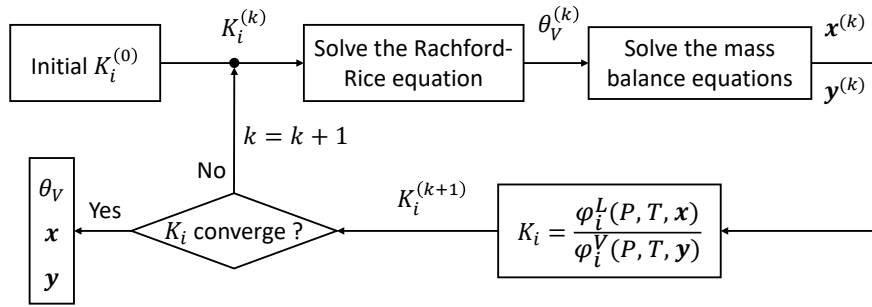 Initial K_i^{(0)}
K_i^{(k)}
Solve the Rachford-
Rice equation
θ_V^{(k)}
Solve the mass
balance equations
x^{(k)}
y^{(k)}
k = k + 1
No
θ_V
x
y
Yes
K_i converge ?
K_i^{(k+1)}
K_i = \frac{φ_i^L(P, T, x)}{φ_i^V(P, T, y)}